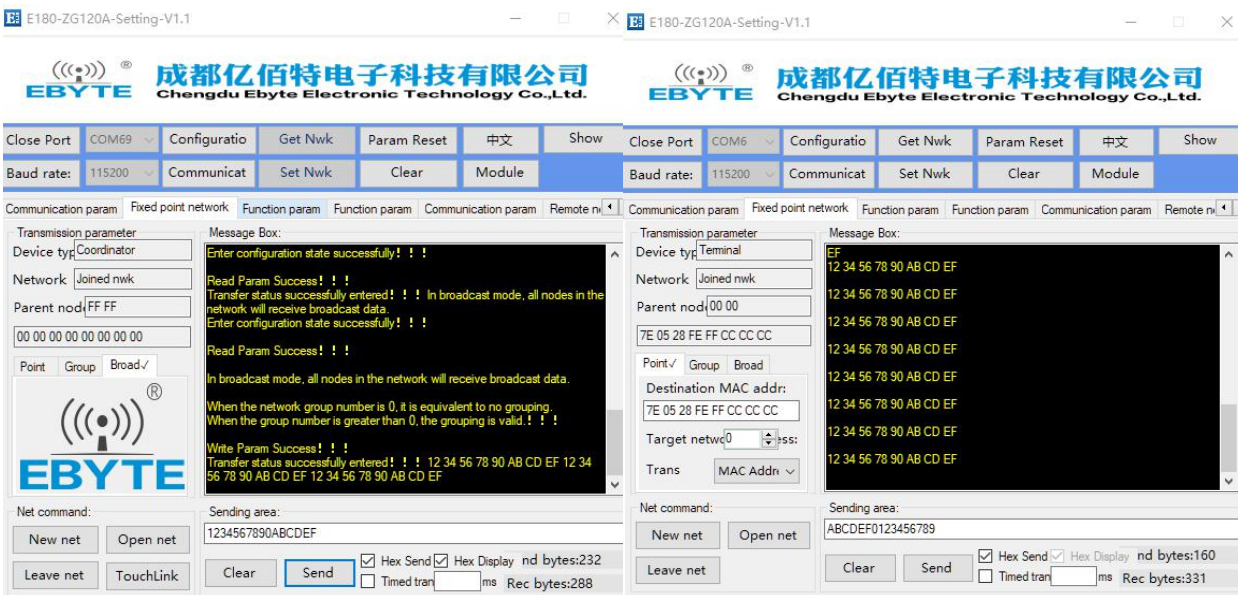 E180-ZG120A-Setting-V1.1
EBYTE ®
成都亿佰特电子科技有限公司
Chengdu Ebyte Electronic Technology Co.,Ltd.
Close Port COM69 Configuratio Get Nwk Param Reset 中文 Show
Baud rate: 115200 Communicat Set Nwk Clear Module
Communication param Fixed point network Function param Function param Communication param Remote n
Transmission parameter
Device typ Coordinator
Network Joined nwk
Parent nod FF FF
00 00 00 00 00 00 00 00
Point Group Broad✓
®
EBYTE
Message Box:
Enter configuration state successfully！！！
Read Param Success！！！
Transfer status successfully entered！！！ In broadcast mode, all nodes in the
network will receive broadcast data.
Enter configuration state successfully！！！
Read Param Success！！！
In broadcast mode, all nodes in the network will receive broadcast data.
When the network group number is 0, it is equivalent to no grouping.
When the group number is greater than 0, the grouping is valid.！！！
Write Param Success！！！
Transfer status successfully entered！！！ 12 34 56 78 90 AB CD EF 12 34
56 78 90 AB CD EF 12 34 56 78 90 AB CD EF
Net command:
New net Open net
Leave net TouchLink
Sending area:
1234567890ABCDEF
Clear Send Hex Send Hex Display nd bytes:232
Timed tran ms Rec bytes:288
E180-ZG120A-Setting-V1.1
EBYTE ®
成都亿佰特电子科技有限公司
Chengdu Ebyte Electronic Technology Co.,Ltd.
Close Port COM6 Configuratio Get Nwk Param Reset 中文 Show
Baud rate: 115200 Communicat Set Nwk Clear Module
Communication param Fixed point network Function param Function param Communication param Remote n
Transmission parameter
Device typ Terminal
Network Joined nwk
Parent nod 00 00
7E 05 28 FE FF CC CC CC
Point✓ Group Broad
Destination MAC addr:
7E 05 28 FE FF CC CC CC
Target netwo 0 ess:
Trans MAC Addr
Message Box:
EF
12 34 56 78 90 AB CD EF
12 34 56 78 90 AB CD EF
12 34 56 78 90 AB CD EF
12 34 56 78 90 AB CD EF
12 34 56 78 90 AB CD EF
12 34 56 78 90 AB CD EF
12 34 56 78 90 AB CD EF
12 34 56 78 90 AB CD EF
Net command:
New net Open net
Leave net
Sending area:
ABCDEF0123456789
Clear Send Hex Send Hex Display nd bytes:160
Timed tran ms Rec bytes:331